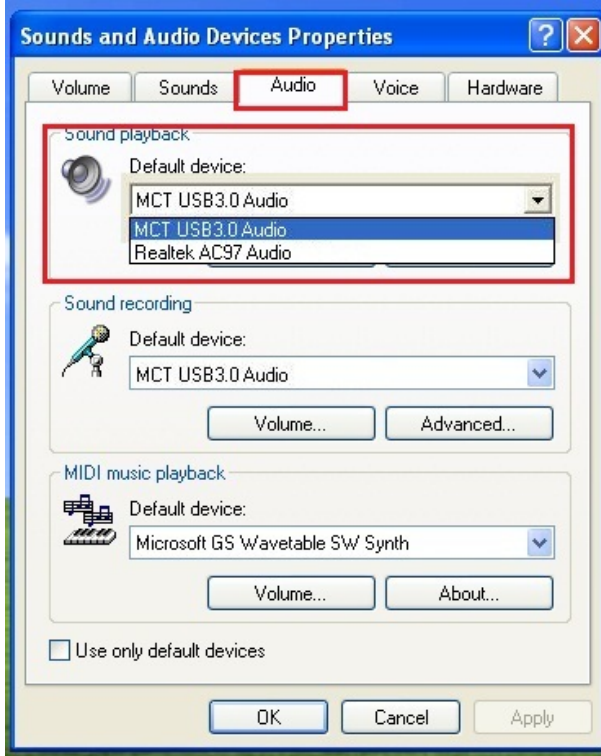 Sounds and Audio Devices Properties
Volume Sounds Audio Voice Hardware
Sound playback
Default device:
MCT USB3.0 Audio
MCT USB3.0 Audio
Realtek AC97 Audio
Sound recording
Default device:
MCT USB3.0 Audio
Volume... Advanced...
MIDI music playback
Default device:
Microsoft GS Wavetable SW Synth
Volume... About...
Use only default devices
OK Cancel Apply